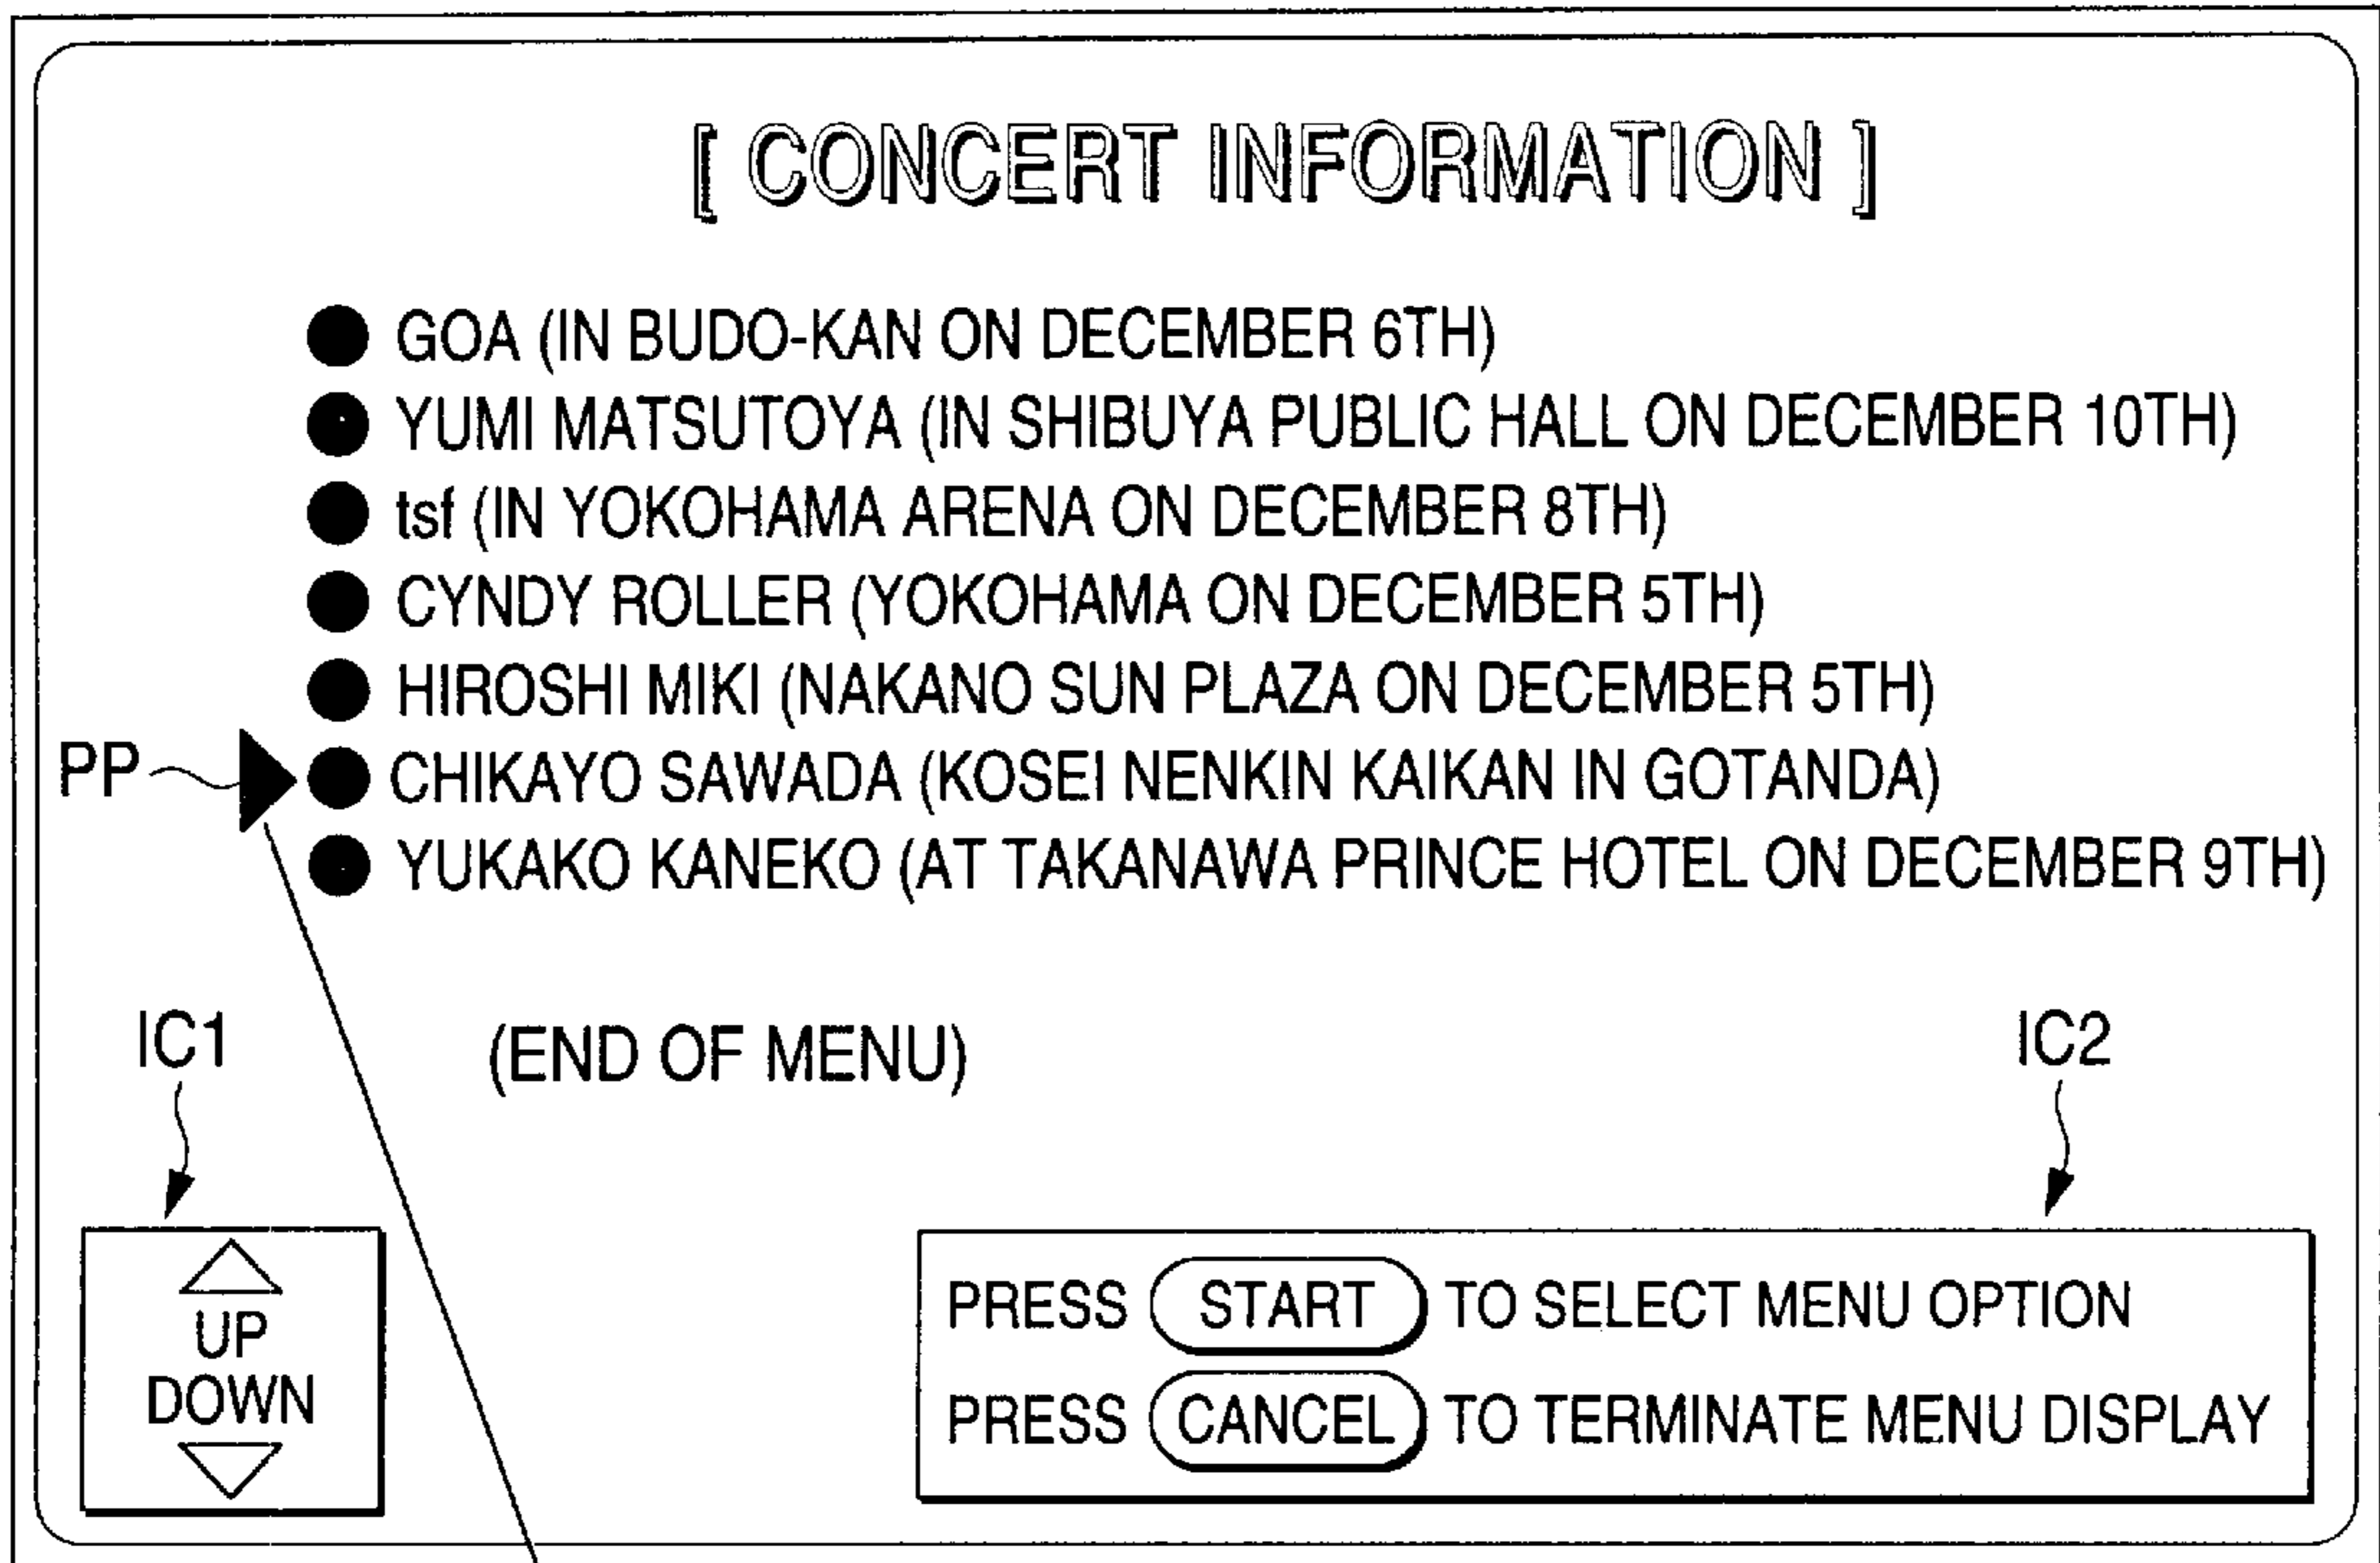 [ CONCERT INFORMATION ]
● GOA (IN BUDO-KAN ON DECEMBER 6TH)
● YUMI MATSUTOYA (IN SHIBUYA PUBLIC HALL ON DECEMBER 10TH)
● tsf (IN YOKOHAMA ARENA ON DECEMBER 8TH)
● CYNDY ROLLER (YOKOHAMA ON DECEMBER 5TH)
● HIROSHI MIKI (NAKANO SUN PLAZA ON DECEMBER 5TH)
PP ● CHIKAYO SAWADA (KOSEI NENKIN KAIKAN IN GOTANDA)
● YUKAKO KANEKO (AT TAKANAWA PRINCE HOTEL ON DECEMBER 9TH)
IC1 (END OF MENU) IC2
UP
DOWN
PRESS START TO SELECT MENU OPTION
PRESS CANCEL TO TERMINATE MENU DISPLAY